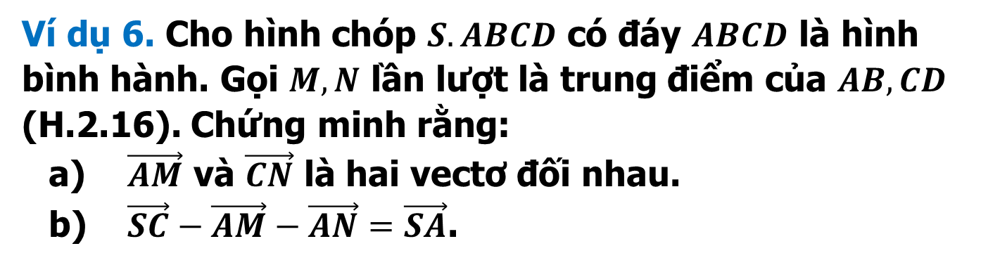 Ví dụ 6. Cho hình chóp S. ABCD có đáy ABCD là hình
bình hành. Gọi M, N lần lượt là trung điểm của AB, CD
(H.2.16). Chứng minh rằng:
a) $\overrightarrow{AM}$ và $\overrightarrow{CN}$ là hai vectơ đối nhau.
b) $\overrightarrow{SC} - \overrightarrow{AM} - \overrightarrow{AN} = \overrightarrow{SA}$.